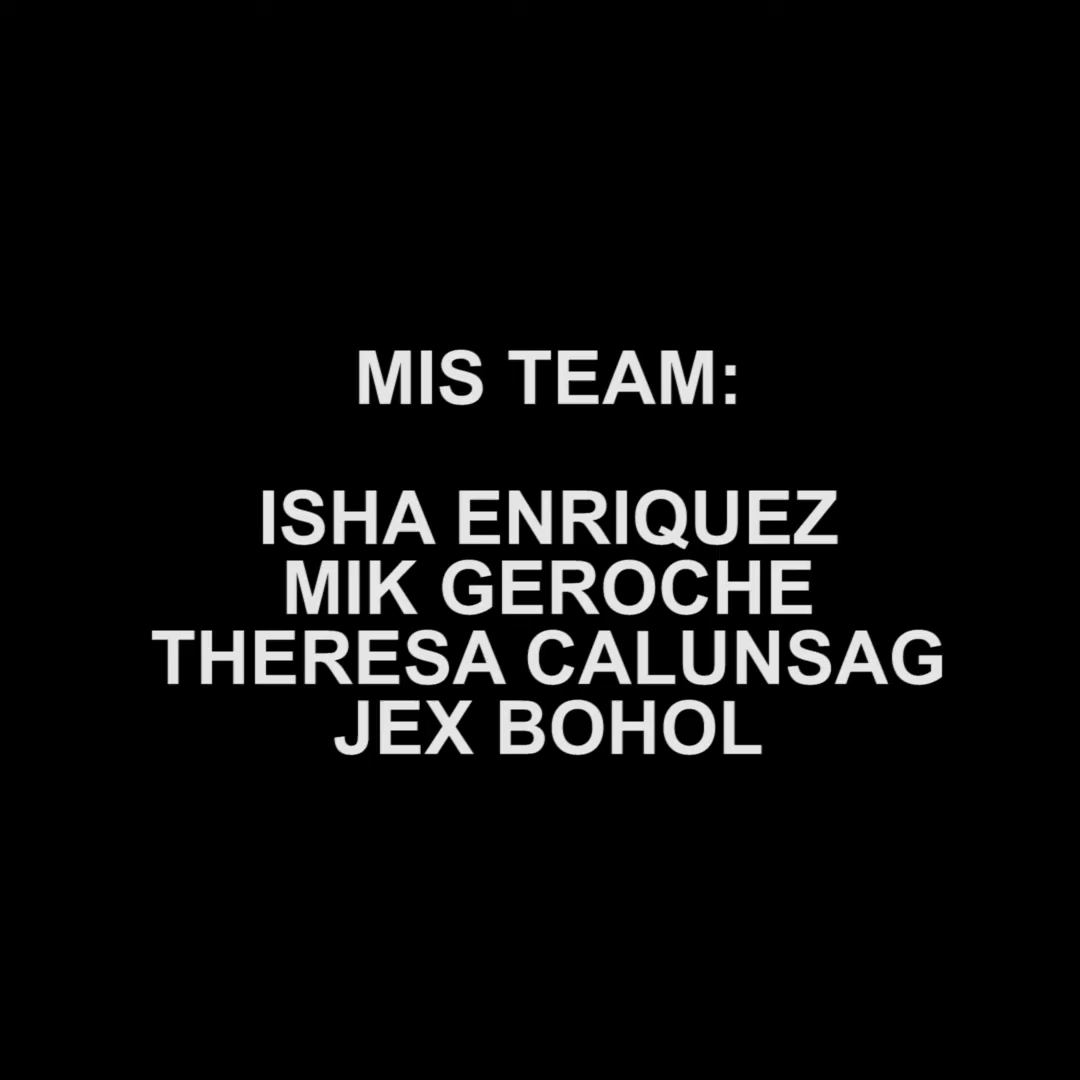 MIS TEAM:
ISHA ENRIQUEZ
MIK GEROCHE
THERESA CALUNSAG
JEX BOHOL